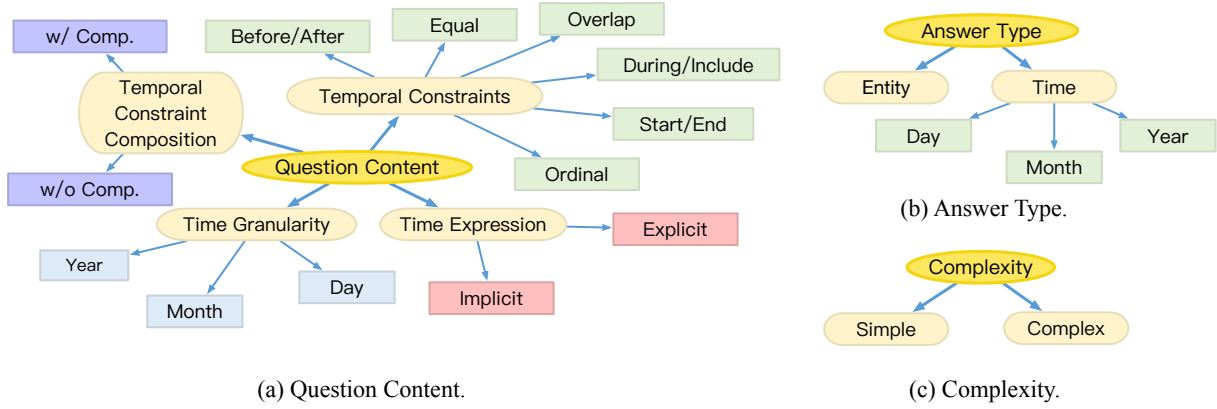 w/ Comp.
Temporal
Constraint
Composition
w/o Comp.
Before/After
Equal
Overlap
During/Include
Temporal Constraints
Start/End
Ordinal
Question Content
Time Granularity
Time Expression
Year
Month
Day
Implicit
Explicit
(a) Question Content.
Answer Type
Entity
Time
Day
Month
Year
(b) Answer Type.
Complexity
Simple
Complex
(c) Complexity.